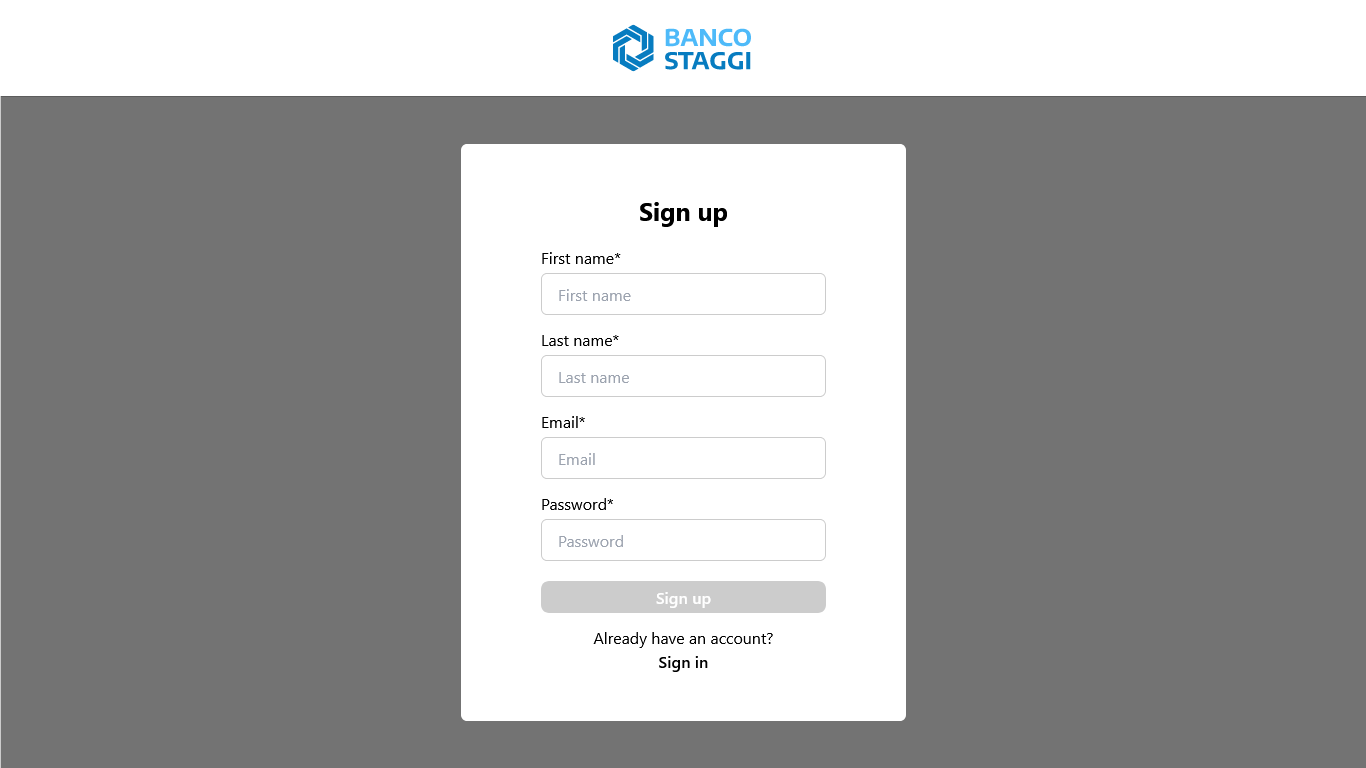 BANCO
STAGGI
Sign up
First name*
First name
Last name*
Last name
Email*
Email
Password*
Password
Sign up
Already have an account?
Sign in